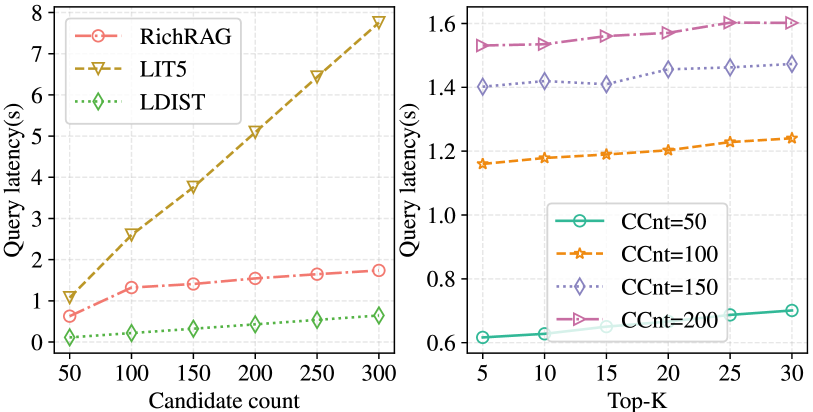 Query latency(s)
8
7
6
5
4
3
2
1
0
RichRAG
LIT5
LDIST
50 100 150 200 250 300
Candidate count
Query latency(s)
1.6
1.4
1.2
1.0
0.8
0.6
CCnt=50
CCnt=100
CCnt=150
CCnt=200
5 10 15 20 25 30
Top-K